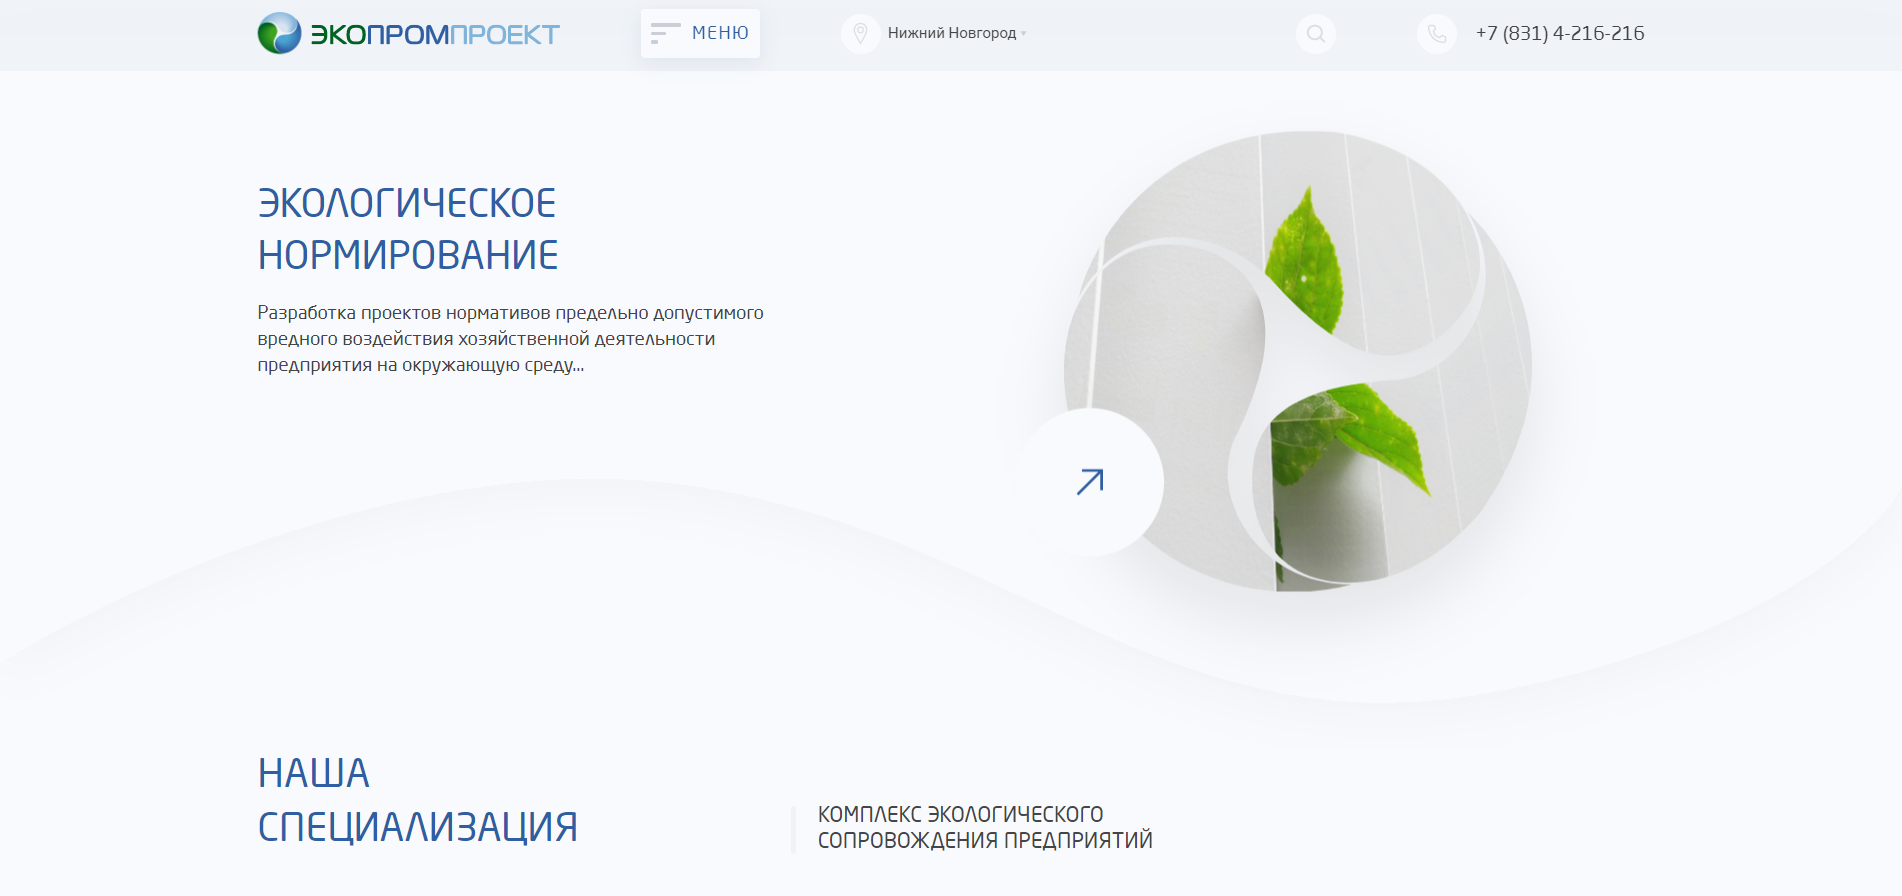 ЭКОПРОМПРОЕКТ
МЕНЮ
Нижний Новгород
+7 (831) 4-216-216
ЭКОЛОГИЧЕСКОЕ
НОРМИРОВАНИЕ
Разработка проектов нормативов предельно допустимого
вредного воздействия хозяйственной деятельности
предприятия на окружающую среду...
НАША
СПЕЦИАЛИЗАЦИЯ
КОМПЛЕКС ЭКОЛОГИЧЕСКОГО
СОПРОВОЖДЕНИЯ ПРЕДПРИЯТИЙ